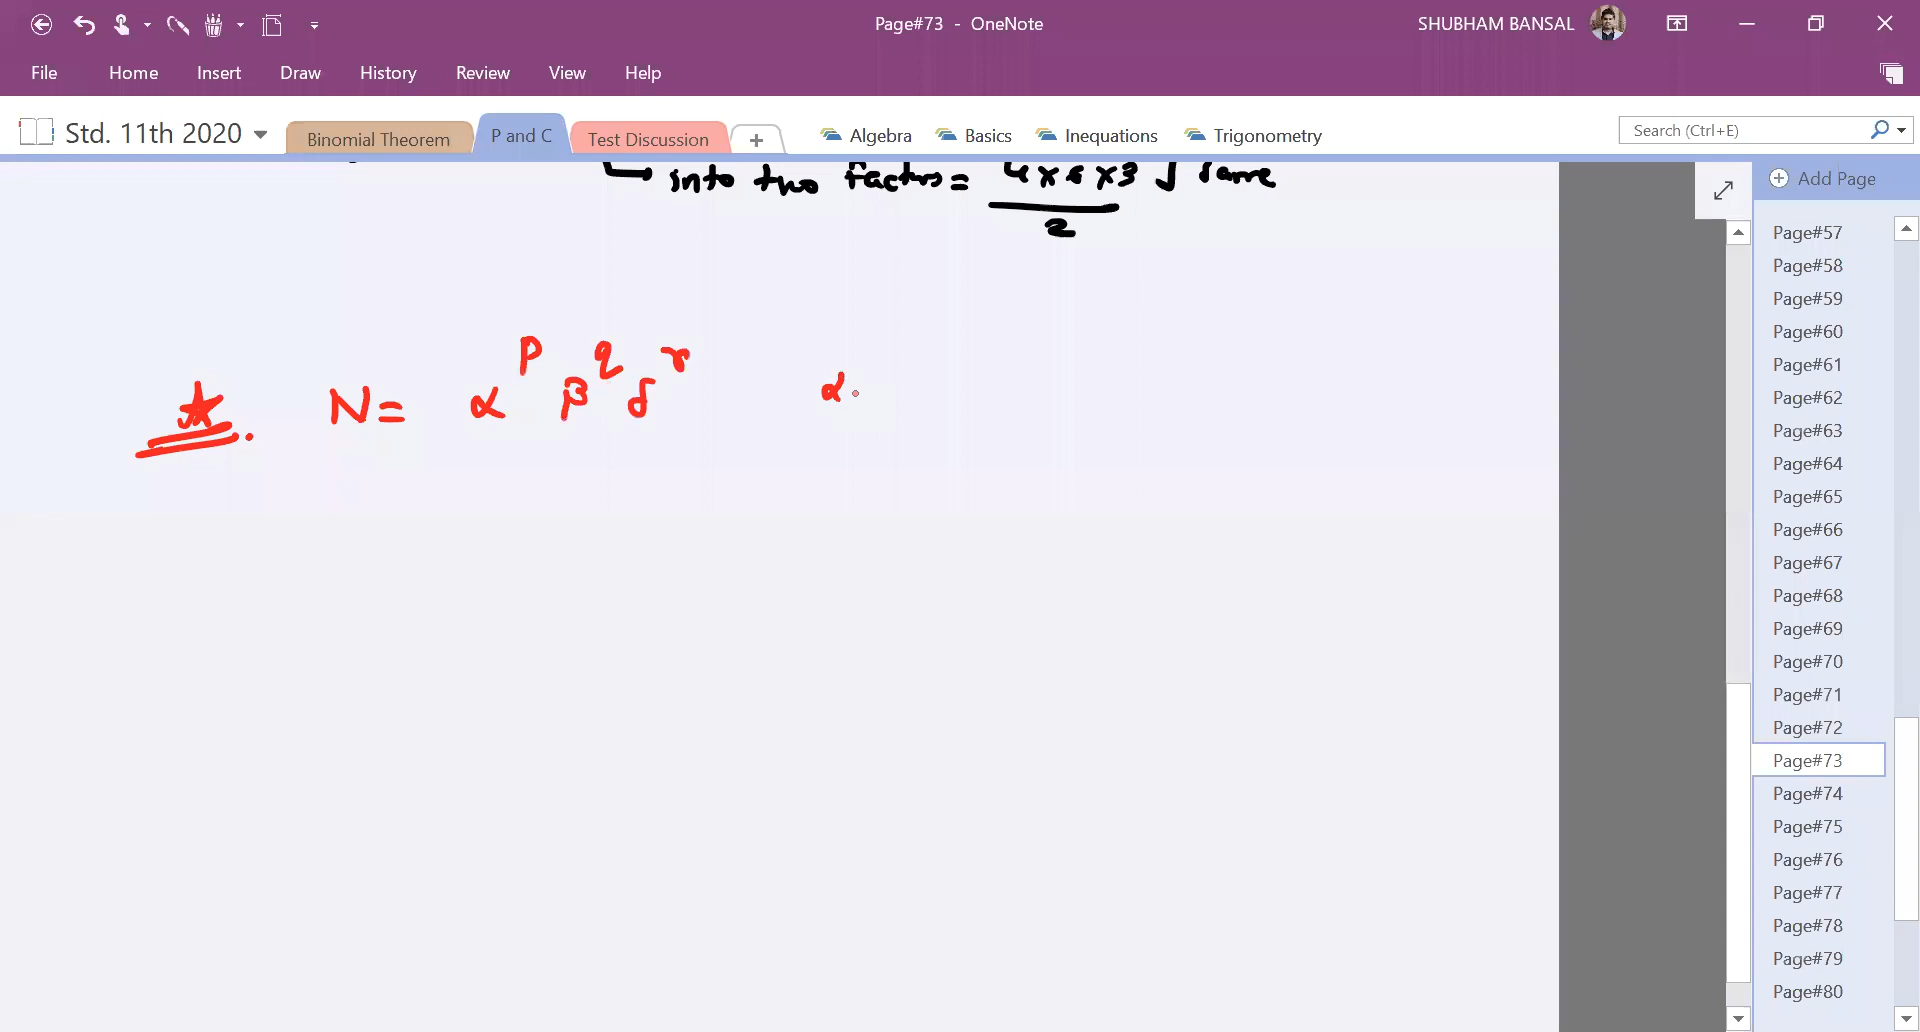 Page#73 - OneNote
SHUBHAM BANSAL
File Home Insert Draw History Review View Help
Std. 11th 2020
Binomial Theorem P and C Test Discussion + Algebra Basics Inequations Trigonometry
Search (Ctrl+E)
into two factors = 4×6×3 / 2 same
N= α^p β^q δ^r α
Add Page
Page#57
Page#58
Page#59
Page#60
Page#61
Page#62
Page#63
Page#64
Page#65
Page#66
Page#67
Page#68
Page#69
Page#70
Page#71
Page#72
Page#73
Page#74
Page#75
Page#76
Page#77
Page#78
Page#79
Page#80